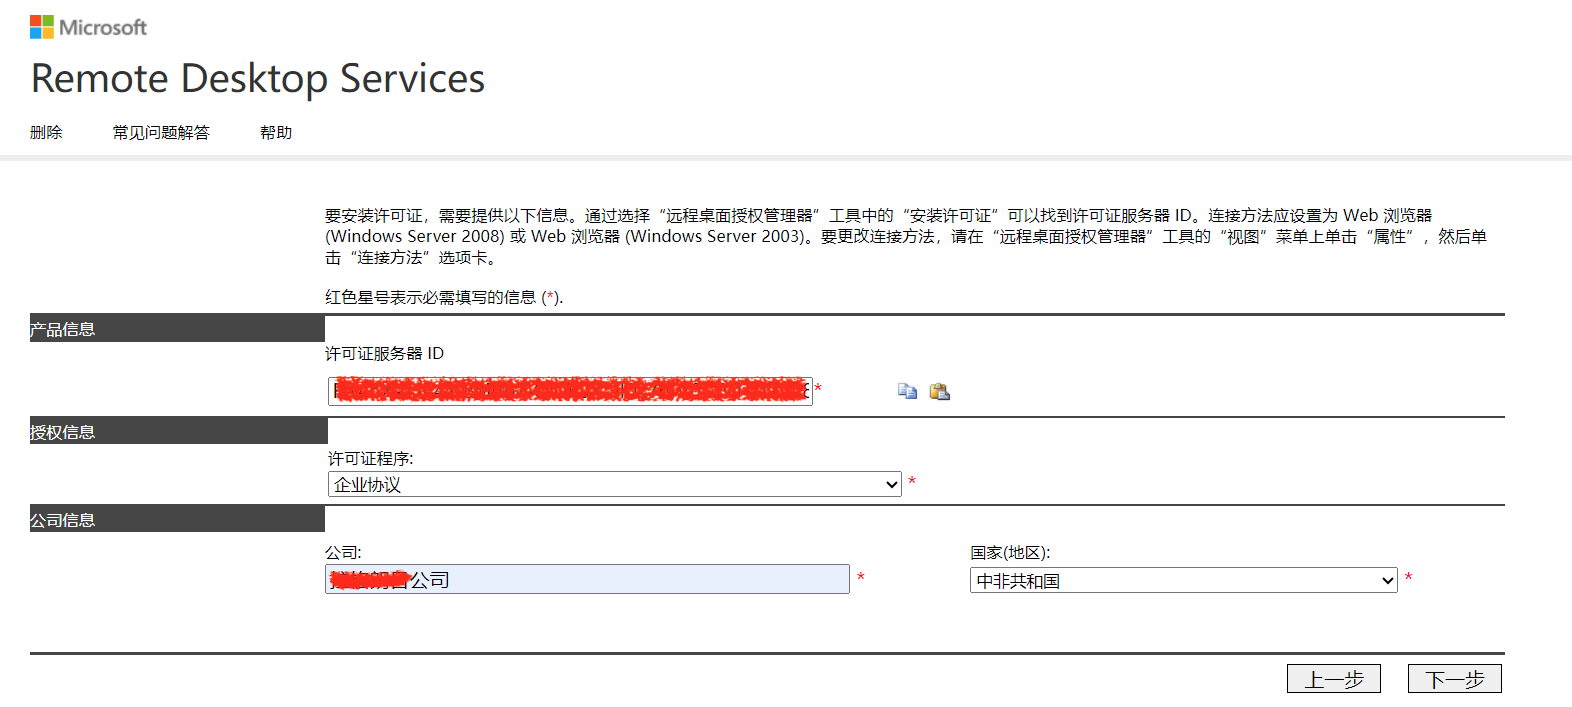 Microsoft
Remote Desktop Services
删除 常见问题解答 帮助
要安装许可证，需要提供以下信息。通过选择“远程桌面授权管理器”工具中的“安装许可证”可以找到许可证服务器 ID。连接方法应设置为 Web 浏览器
(Windows Server 2008) 或 Web 浏览器 (Windows Server 2003)。要更改连接方法，请在“远程桌面授权管理器”工具的“视图”菜单上单击“属性”，然后单
击“连接方法”选项卡。
红色星号表示必需填写的信息 (*).
产品信息
许可证服务器 ID
*
授权信息
许可证程序:
企业协议 *
公司信息
公司: 国家(地区):
公司 * 中非共和国 *
上一步 下一步